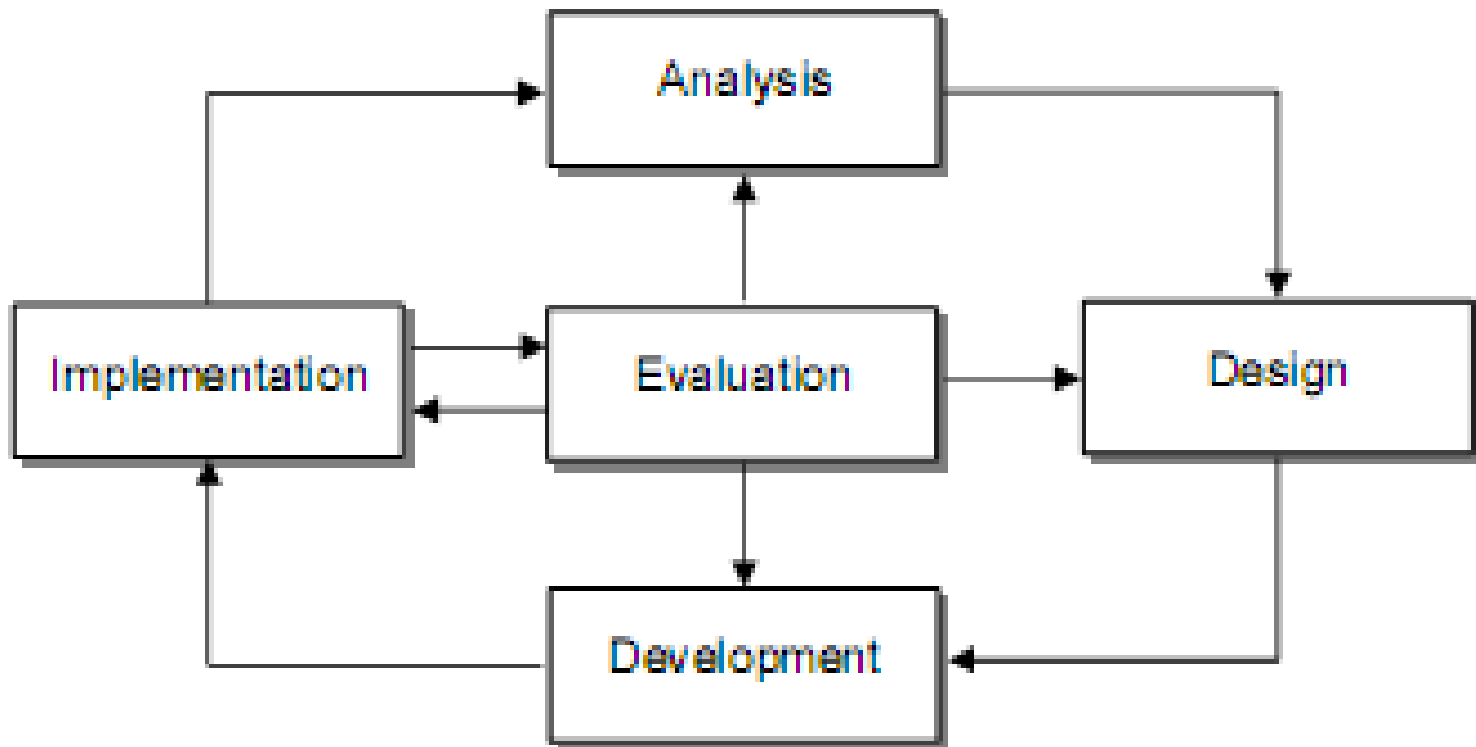 Analysis
Implementation
Evaluation
Design
Development